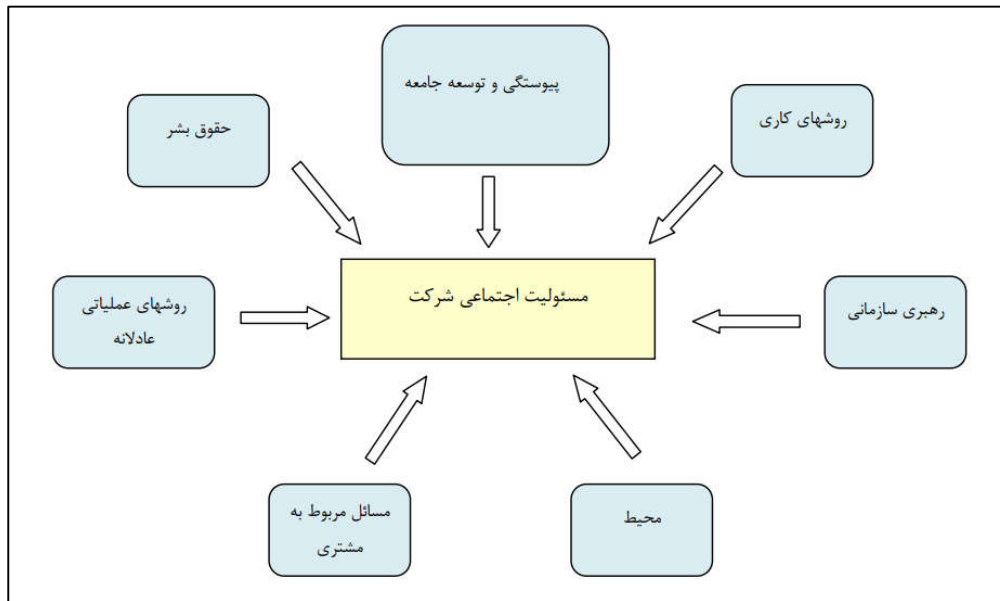 پیوستگی و توسعه جامعه
روشهای کاری
حقوق بشر
مسئولیت اجتماعی شرکت
رهبری سازمانی
روشهای عملیاتی
عادلانه
محیط
مسائل مربوط به
مشتری